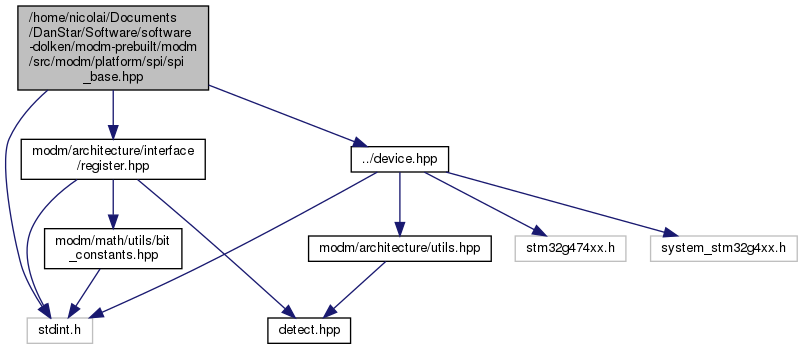 /home/nicolai/Documents
/DanStar/Software/software
-dolken/modm-prebuilt/modm
/src/modm/platform/spi/spi
_base.hpp
modm/architecture/interface
/register.hpp
../device.hpp
modm/math/utils/bit
_constants.hpp
modm/architecture/utils.hpp
stm32g474xx.h
system_stm32g4xx.h
stdint.h
detect.hpp